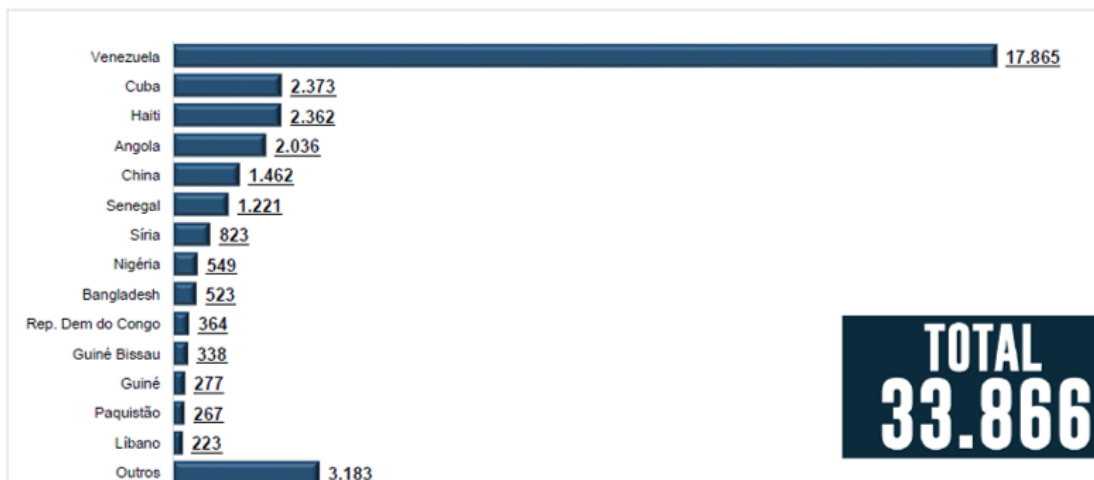 Venezuela 17.865
Cuba 2.373
Haiti 2.362
Angola 2.036
China 1.462
Senegal 1.221
Síria 823
Nigéria 549
Bangladesh 523
Rep. Dem do Congo 364
Guiné Bissau 338
Guiné 277
Paquistão 267
Líbano 223
Outros 3.183
TOTAL
33.866